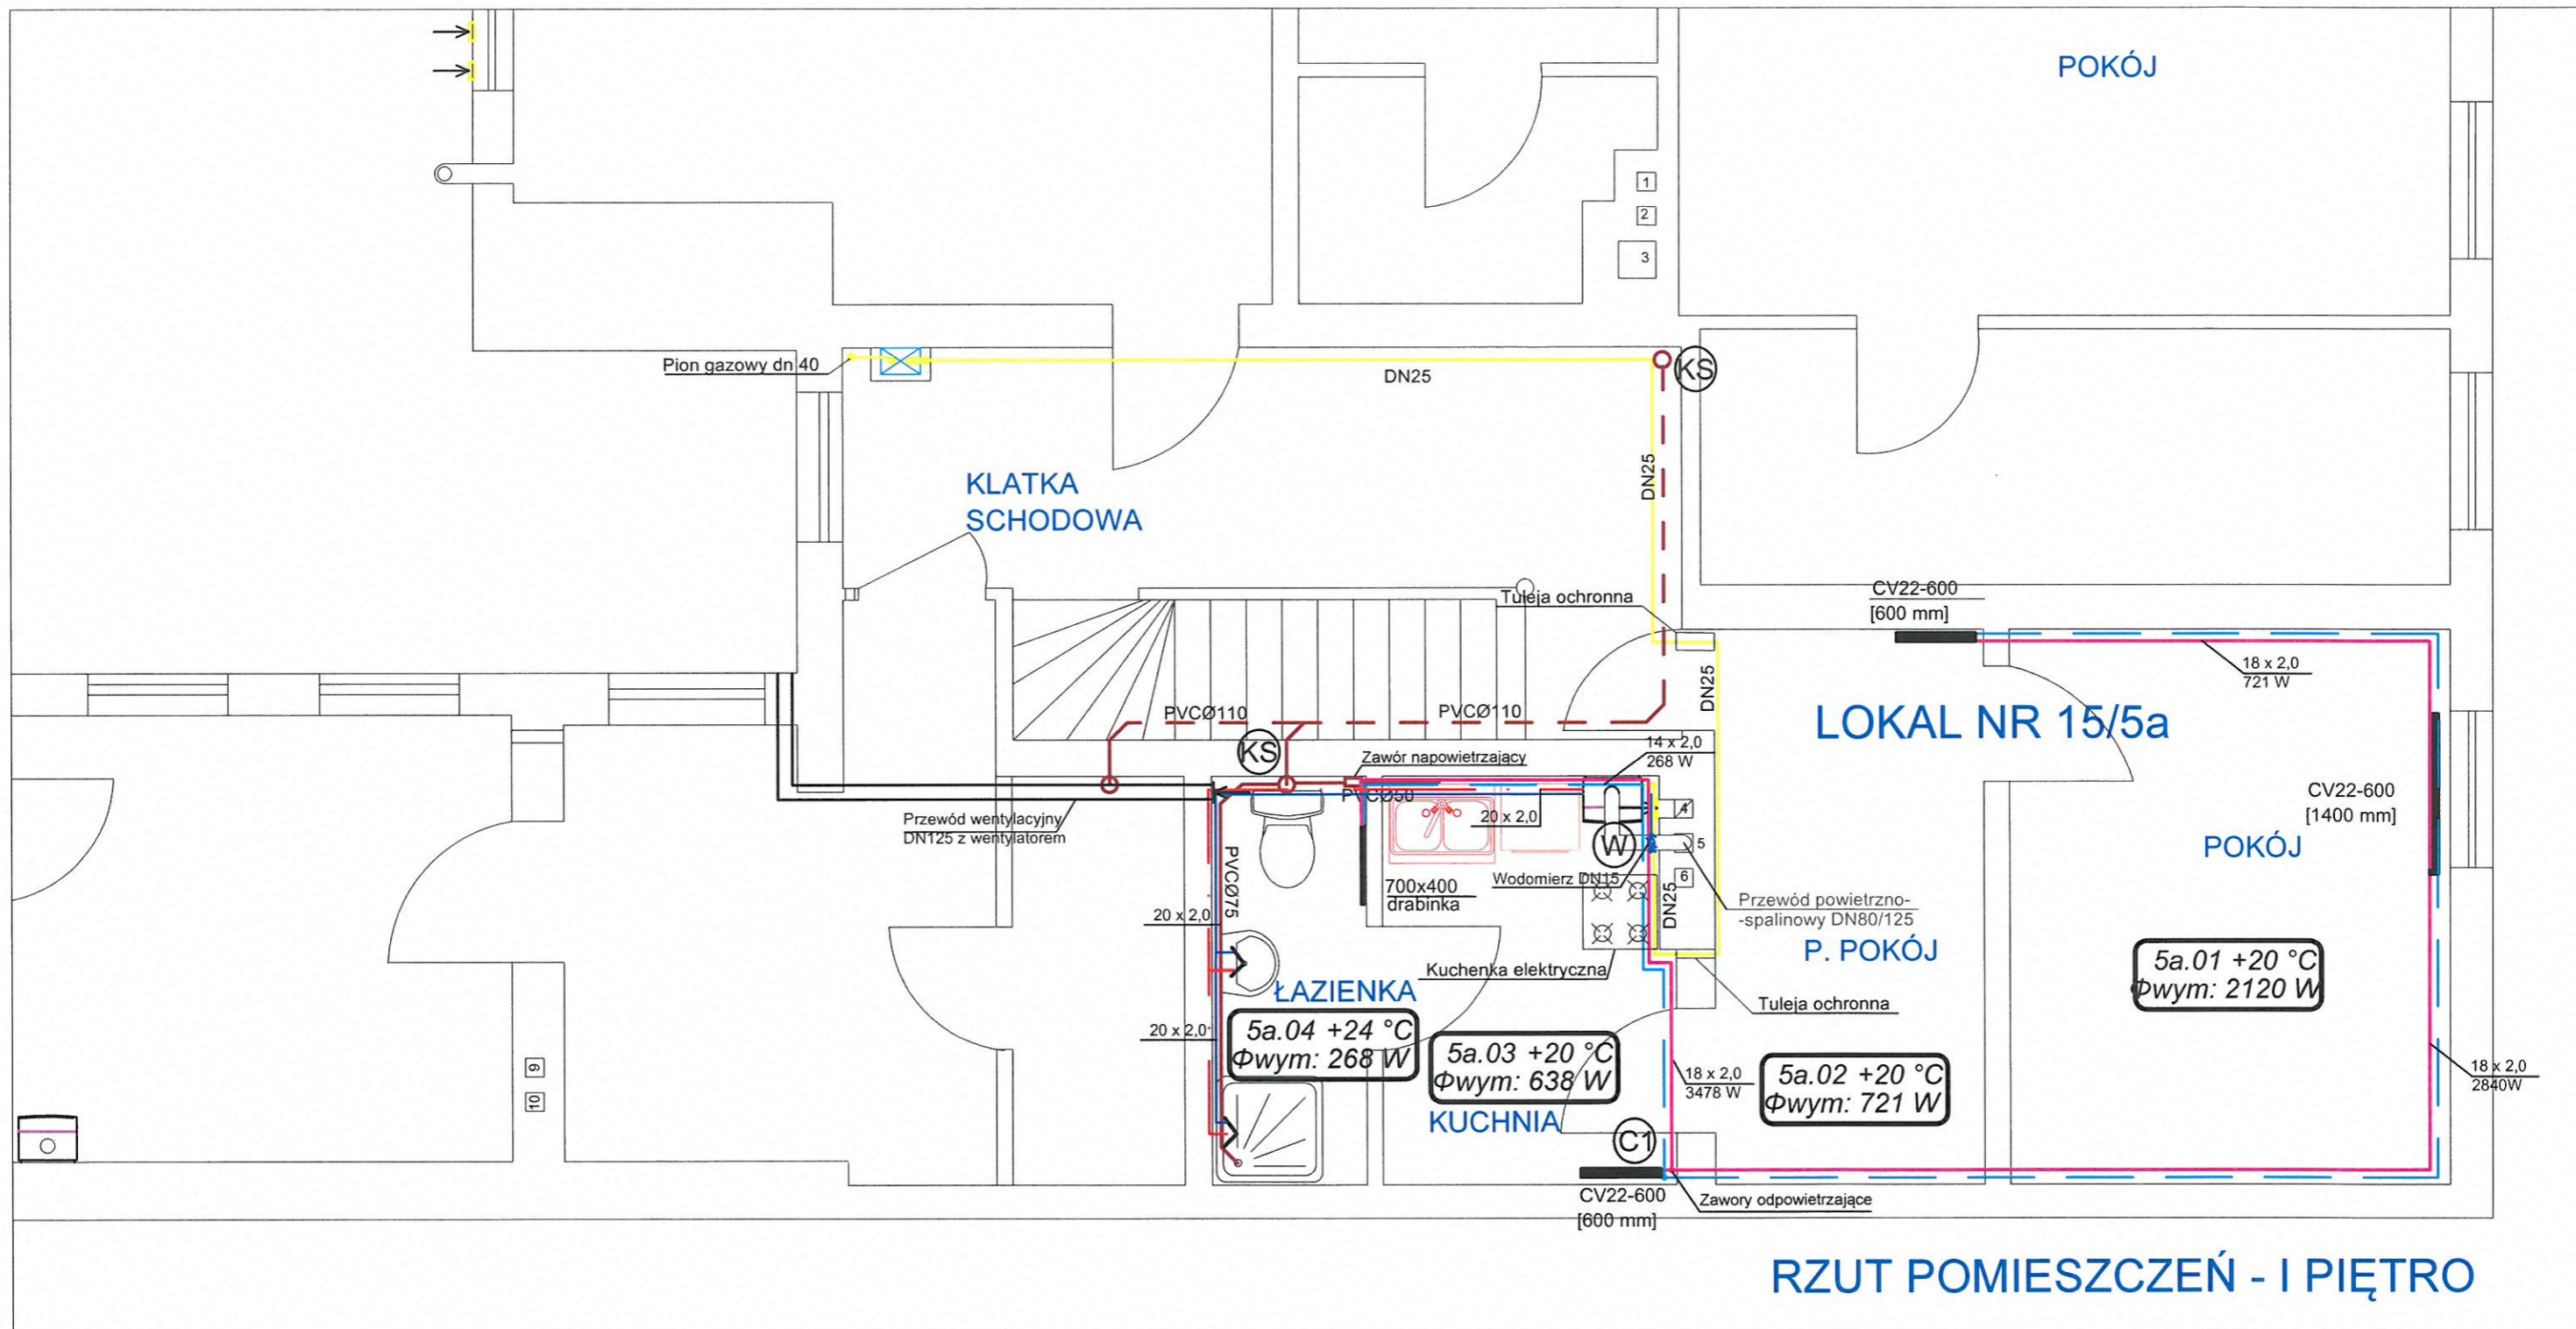 POKÓJ
1
2
3
Pion gazowy dn 40
DN25
KS
DN25
KLATKA
SCHODOWA
Tuleja ochronna
CV22-600
[600 mm]
18 x 2,0
721 W
DN25
LOKAL NR 15/5a
PVCØ110
PVCØ110
KS
Zawór napowietrzający
14 x 2,0
268 W
CV22-600
[1400 mm]
POKÓJ
PVCØ50
20 x 2,0
4
5
6
W
Przewód wentylacyjny
DN125 z wentylatorem
PVCØ75
700x400
drabinka
Wodomierz DN15
DN25
Przewód powietrzno-
-spalinowy DN80/125
20 x 2,0
P. POKÓJ
Kuchenka elektryczna
ŁAZIENKA
Tuleja ochronna
5a.01 +20 °C
Φwym: 2120 W
20 x 2,0
5a.04 +24 °C
Φwym: 268 W
5a.03 +20 °C
Φwym: 638 W
18 x 2,0
3478 W
5a.02 +20 °C
Φwym: 721 W
18 x 2,0
2840W
9
10
KUCHNIA
C1
CV22-600
[600 mm]
Zawory odpowietrzające
RZUT POMIESZCZEŃ - I PIĘTRO